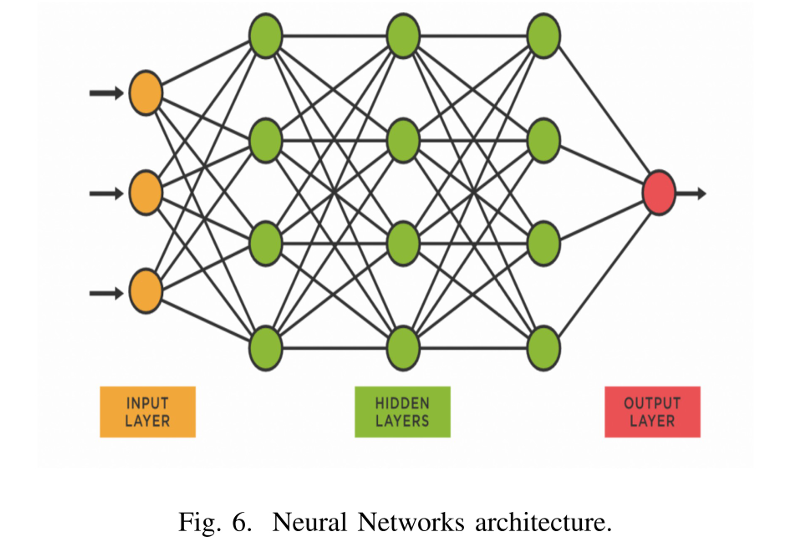 INPUT
LAYER
HIDDEN
LAYERS
OUTPUT
LAYER
Fig. 6. Neural Networks architecture.